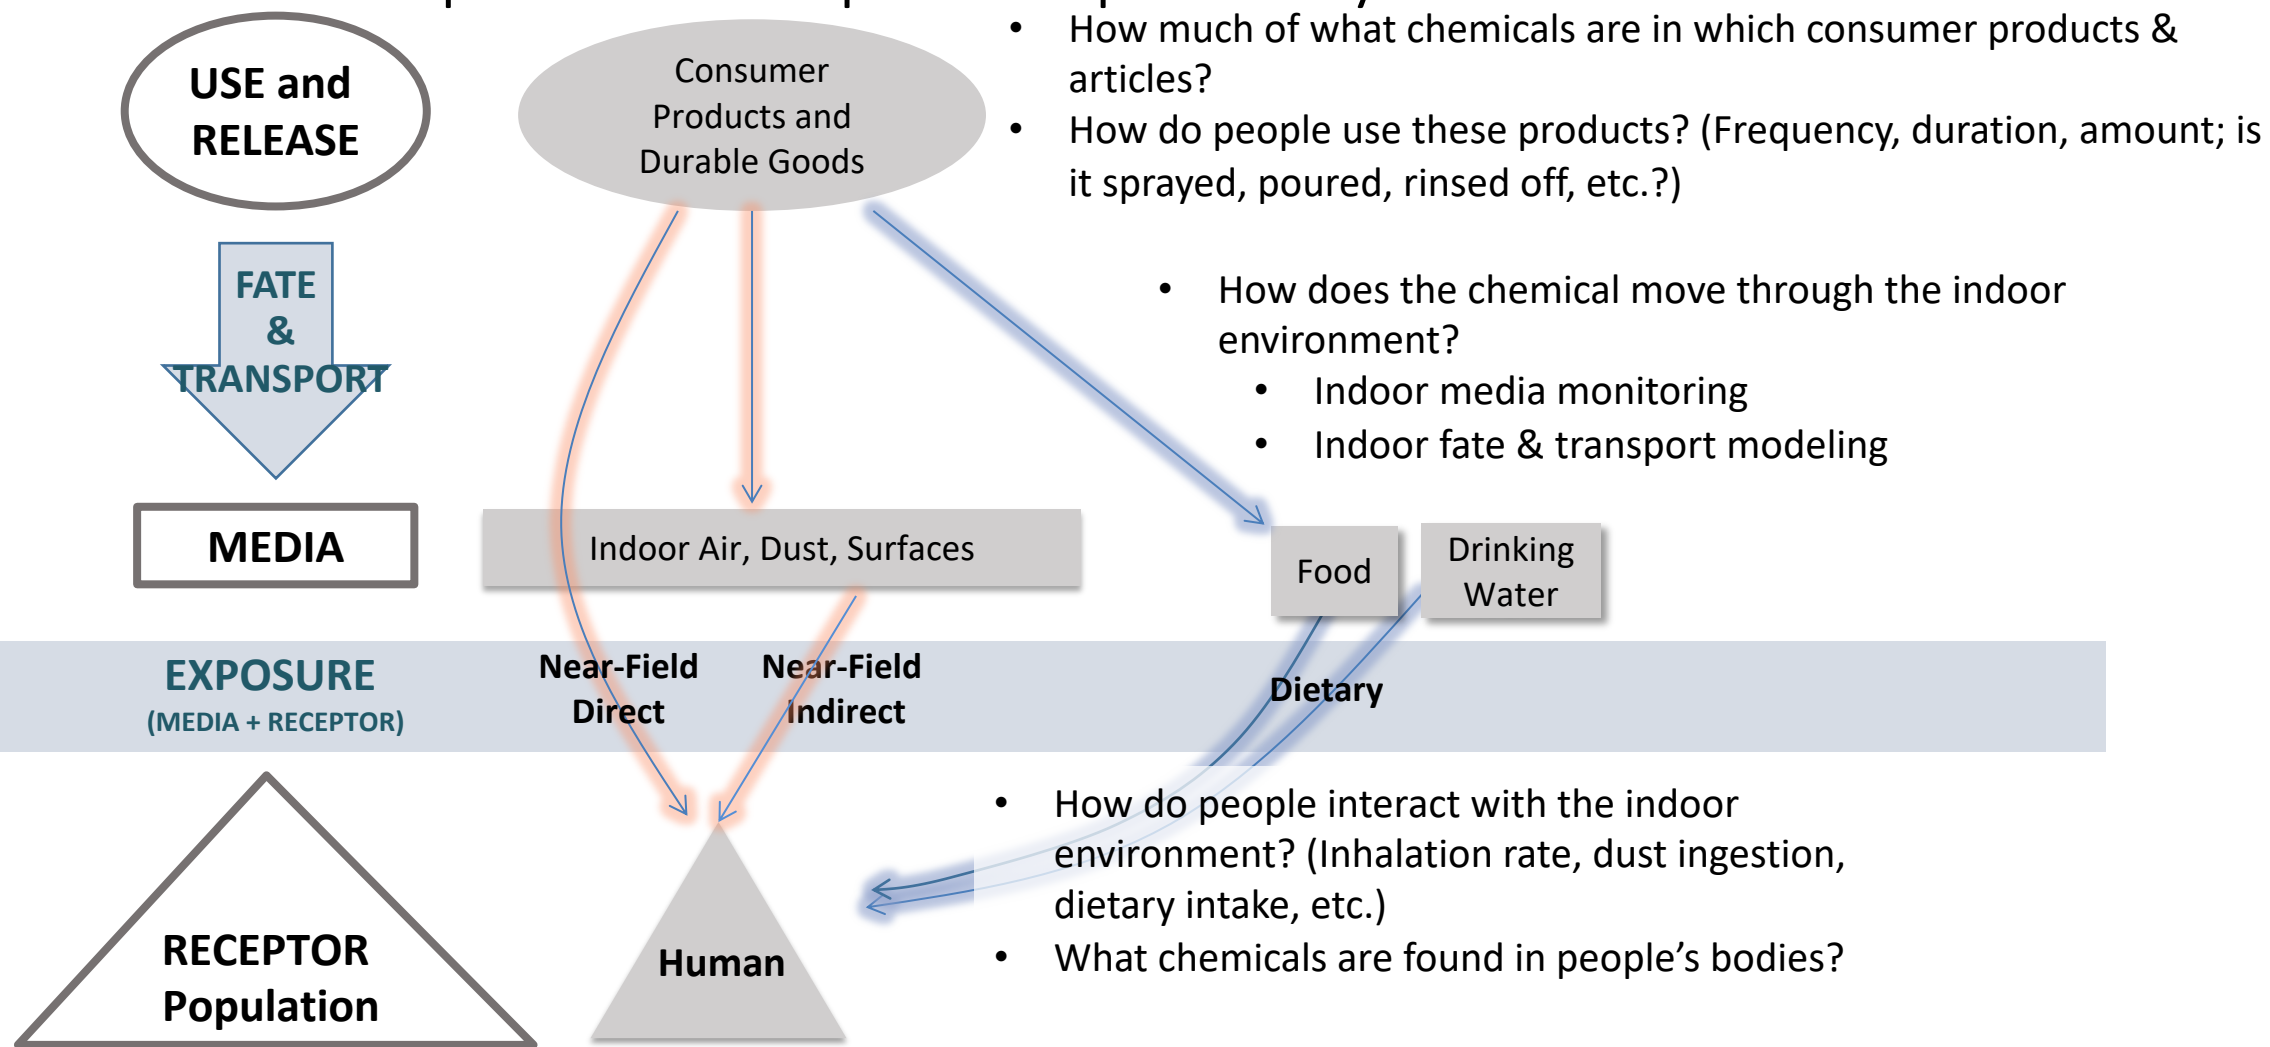 USE and
RELEASE
Consumer
Products and
Durable Goods
• How much of what chemicals are in which consumer products &
articles?
• How do people use these products? (Frequency, duration, amount; is
it sprayed, poured, rinsed off, etc.?)
FATE
&
TRANSPORT
• How does the chemical move through the indoor
environment?
• Indoor media monitoring
• Indoor fate & transport modeling
MEDIA
Indoor Air, Dust, Surfaces
Food
Drinking
Water
EXPOSURE
(MEDIA + RECEPTOR)
Near-Field
Direct
Near-Field
Indirect
Dietary
RECEPTOR
Population
Human
• How do people interact with the indoor
environment? (Inhalation rate, dust ingestion,
dietary intake, etc.)
• What chemicals are found in people’s bodies?